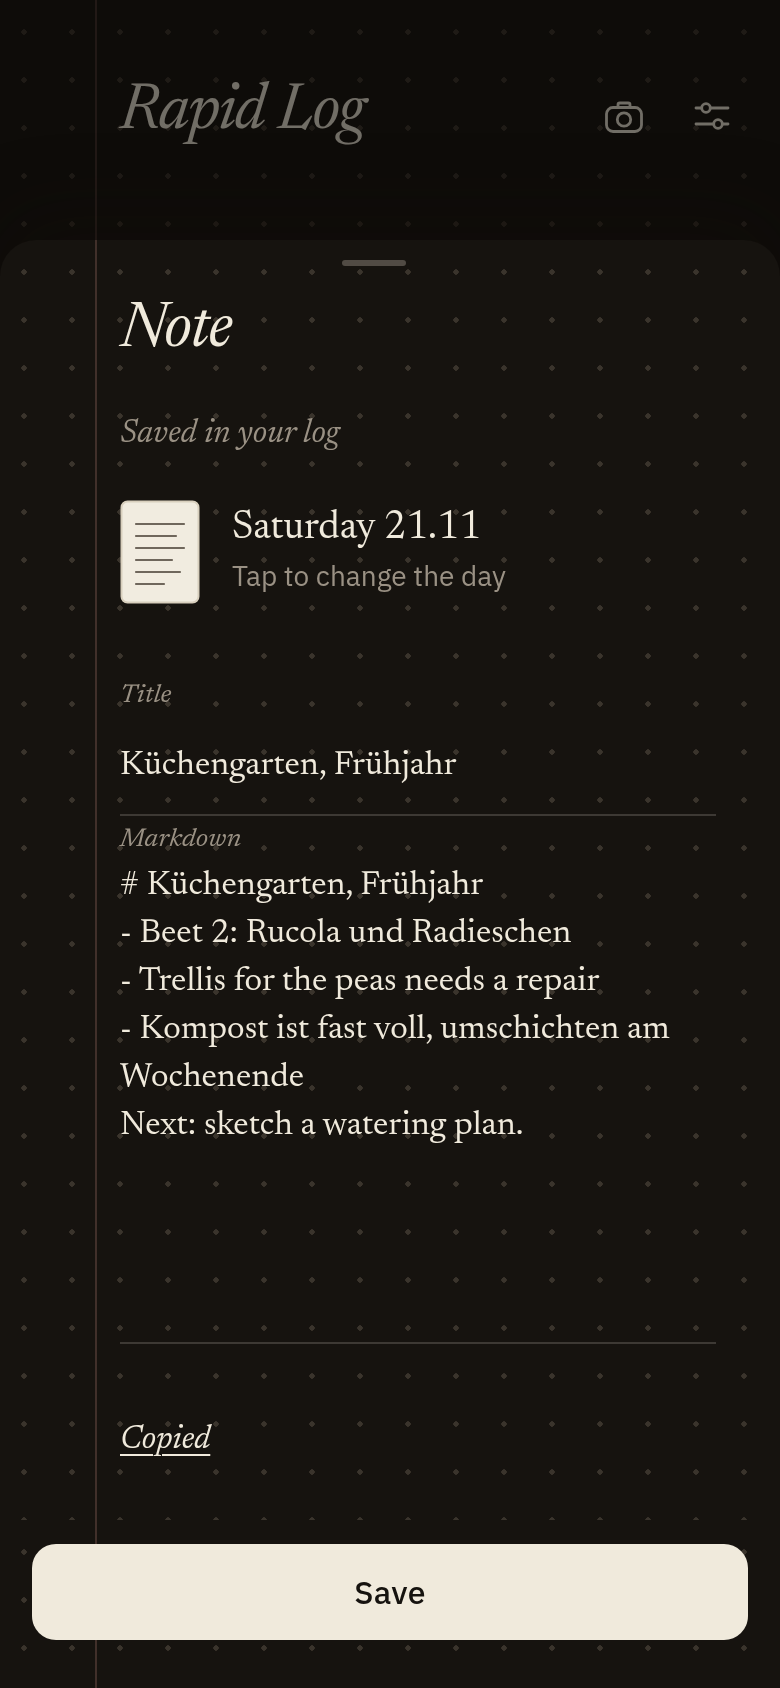 Rapid Log
Note
Saved in your log
Saturday 21.11
Tap to change the day
Title
Küchengarten, Frühjahr
Markdown
# Küchengarten, Frühjahr
- Beet 2: Rucola und Radieschen
- Trellis for the peas needs a repair
- Kompost ist fast voll, umschichten am
Wochenende
Next: sketch a watering plan.
Copied
Save